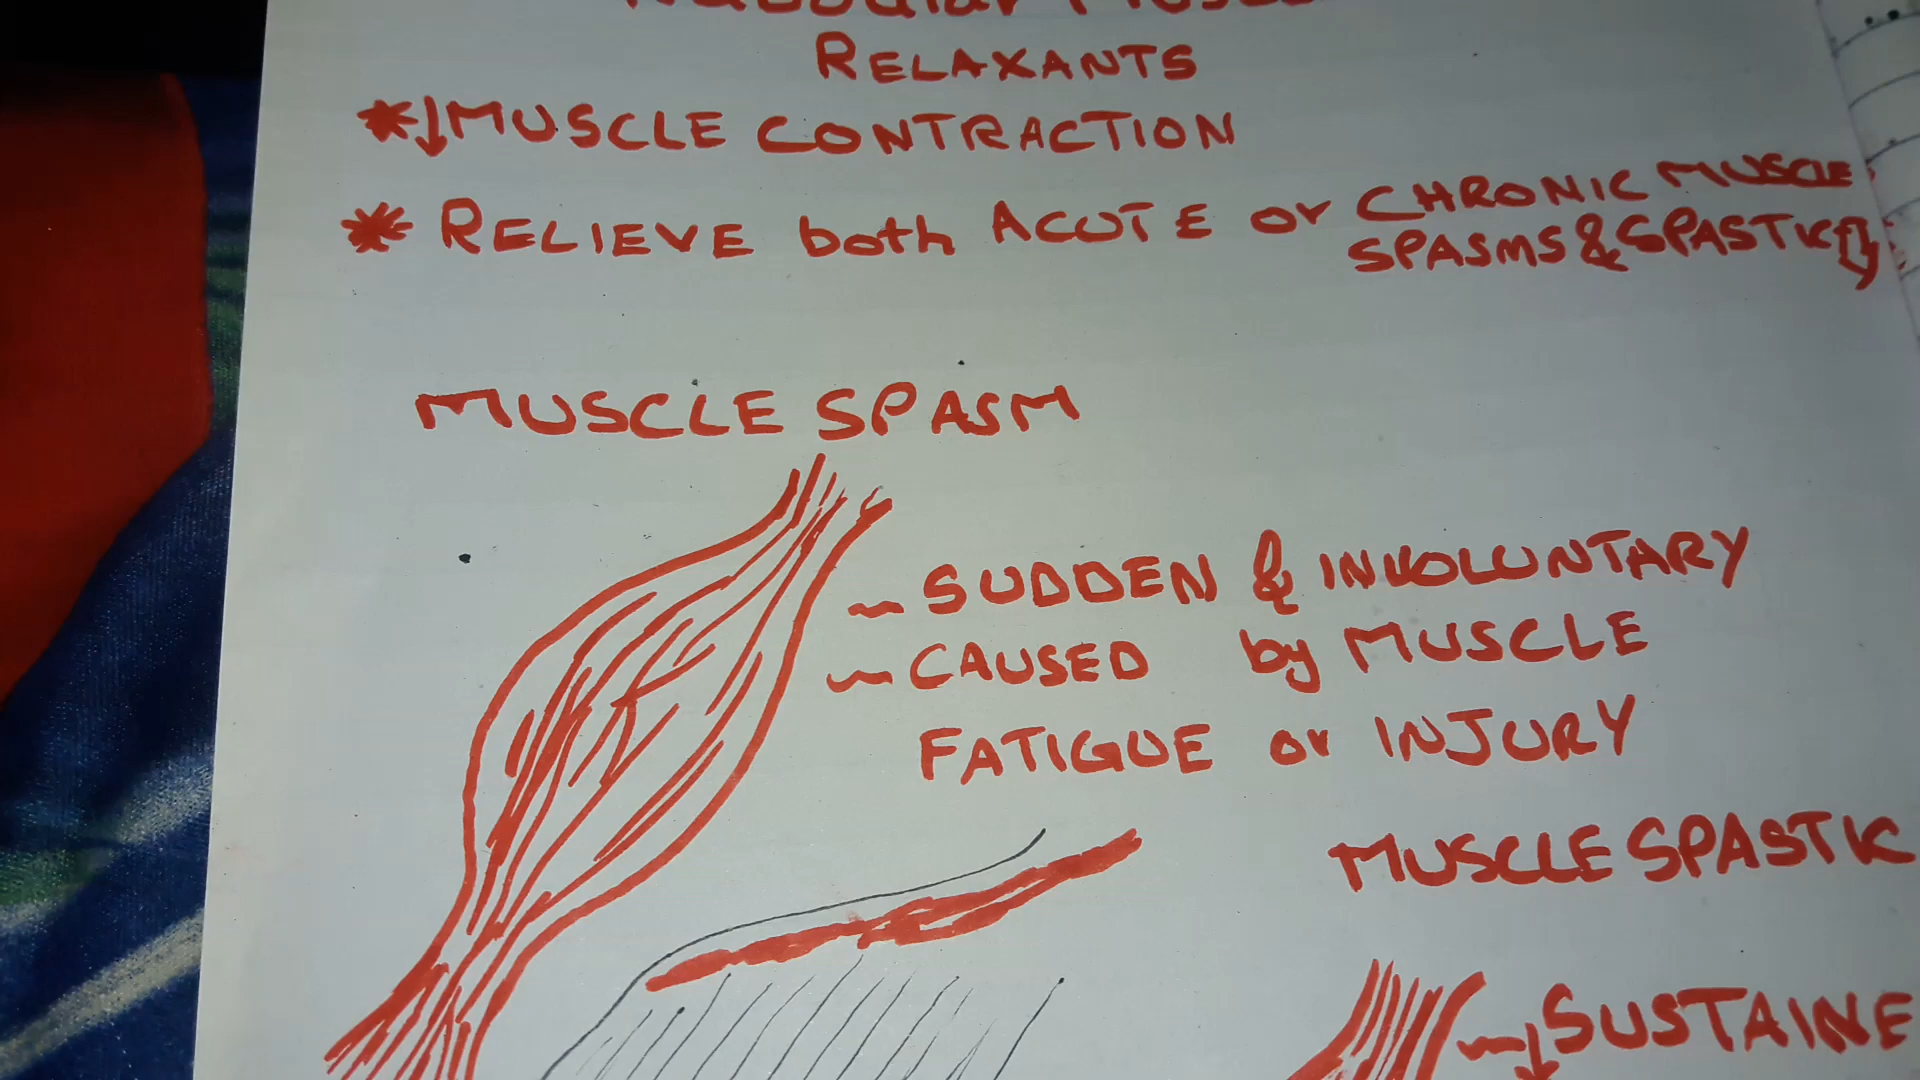 RELAXANTS
*↓MUSCLE CONTRACTION
* RELIEVE both ACUTE or CHRONIC MUSCLE
SPASMS & SPASTIC
MUSCLE SPASM
~ SUDDEN & INVOLUNTARY
~ CAUSED by MUSCLE
FATIGUE or INJURY
MUSCLE SPASTIC
~↓SUSTAINE